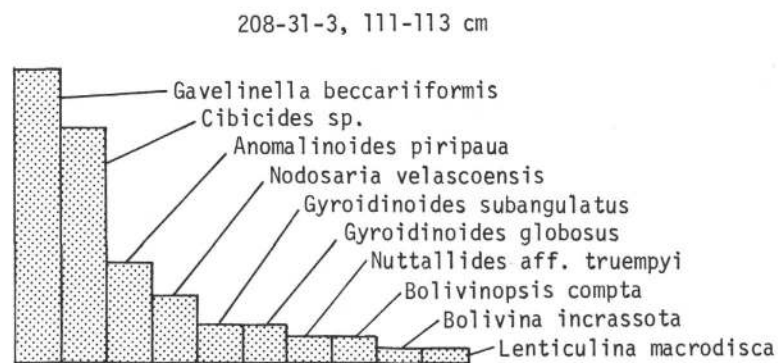 208-31-3, 111-113 cm
Gavelinella beccariiformis
Cibicides sp.
Anomalinoides piripaua
Nodosaria velascoensis
Gyroidinoides subangulatus
Gyroidinoides globosus
Nuttallides aff. truempyi
Bolivinopsis compta
Bolivina incrassota
Lenticulina macrodisca